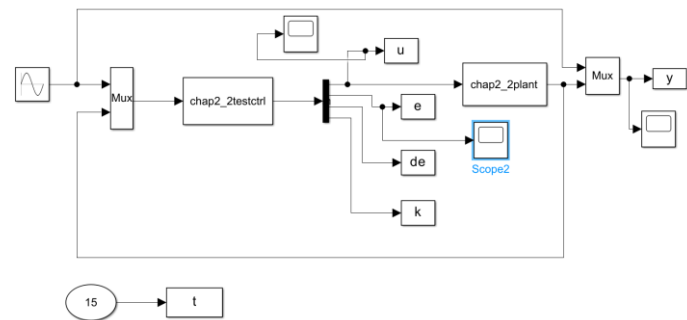 u
Mux
chap2_2testctrl
chap2_2plant
Mux
y
e
Scope2
de
k
15
t